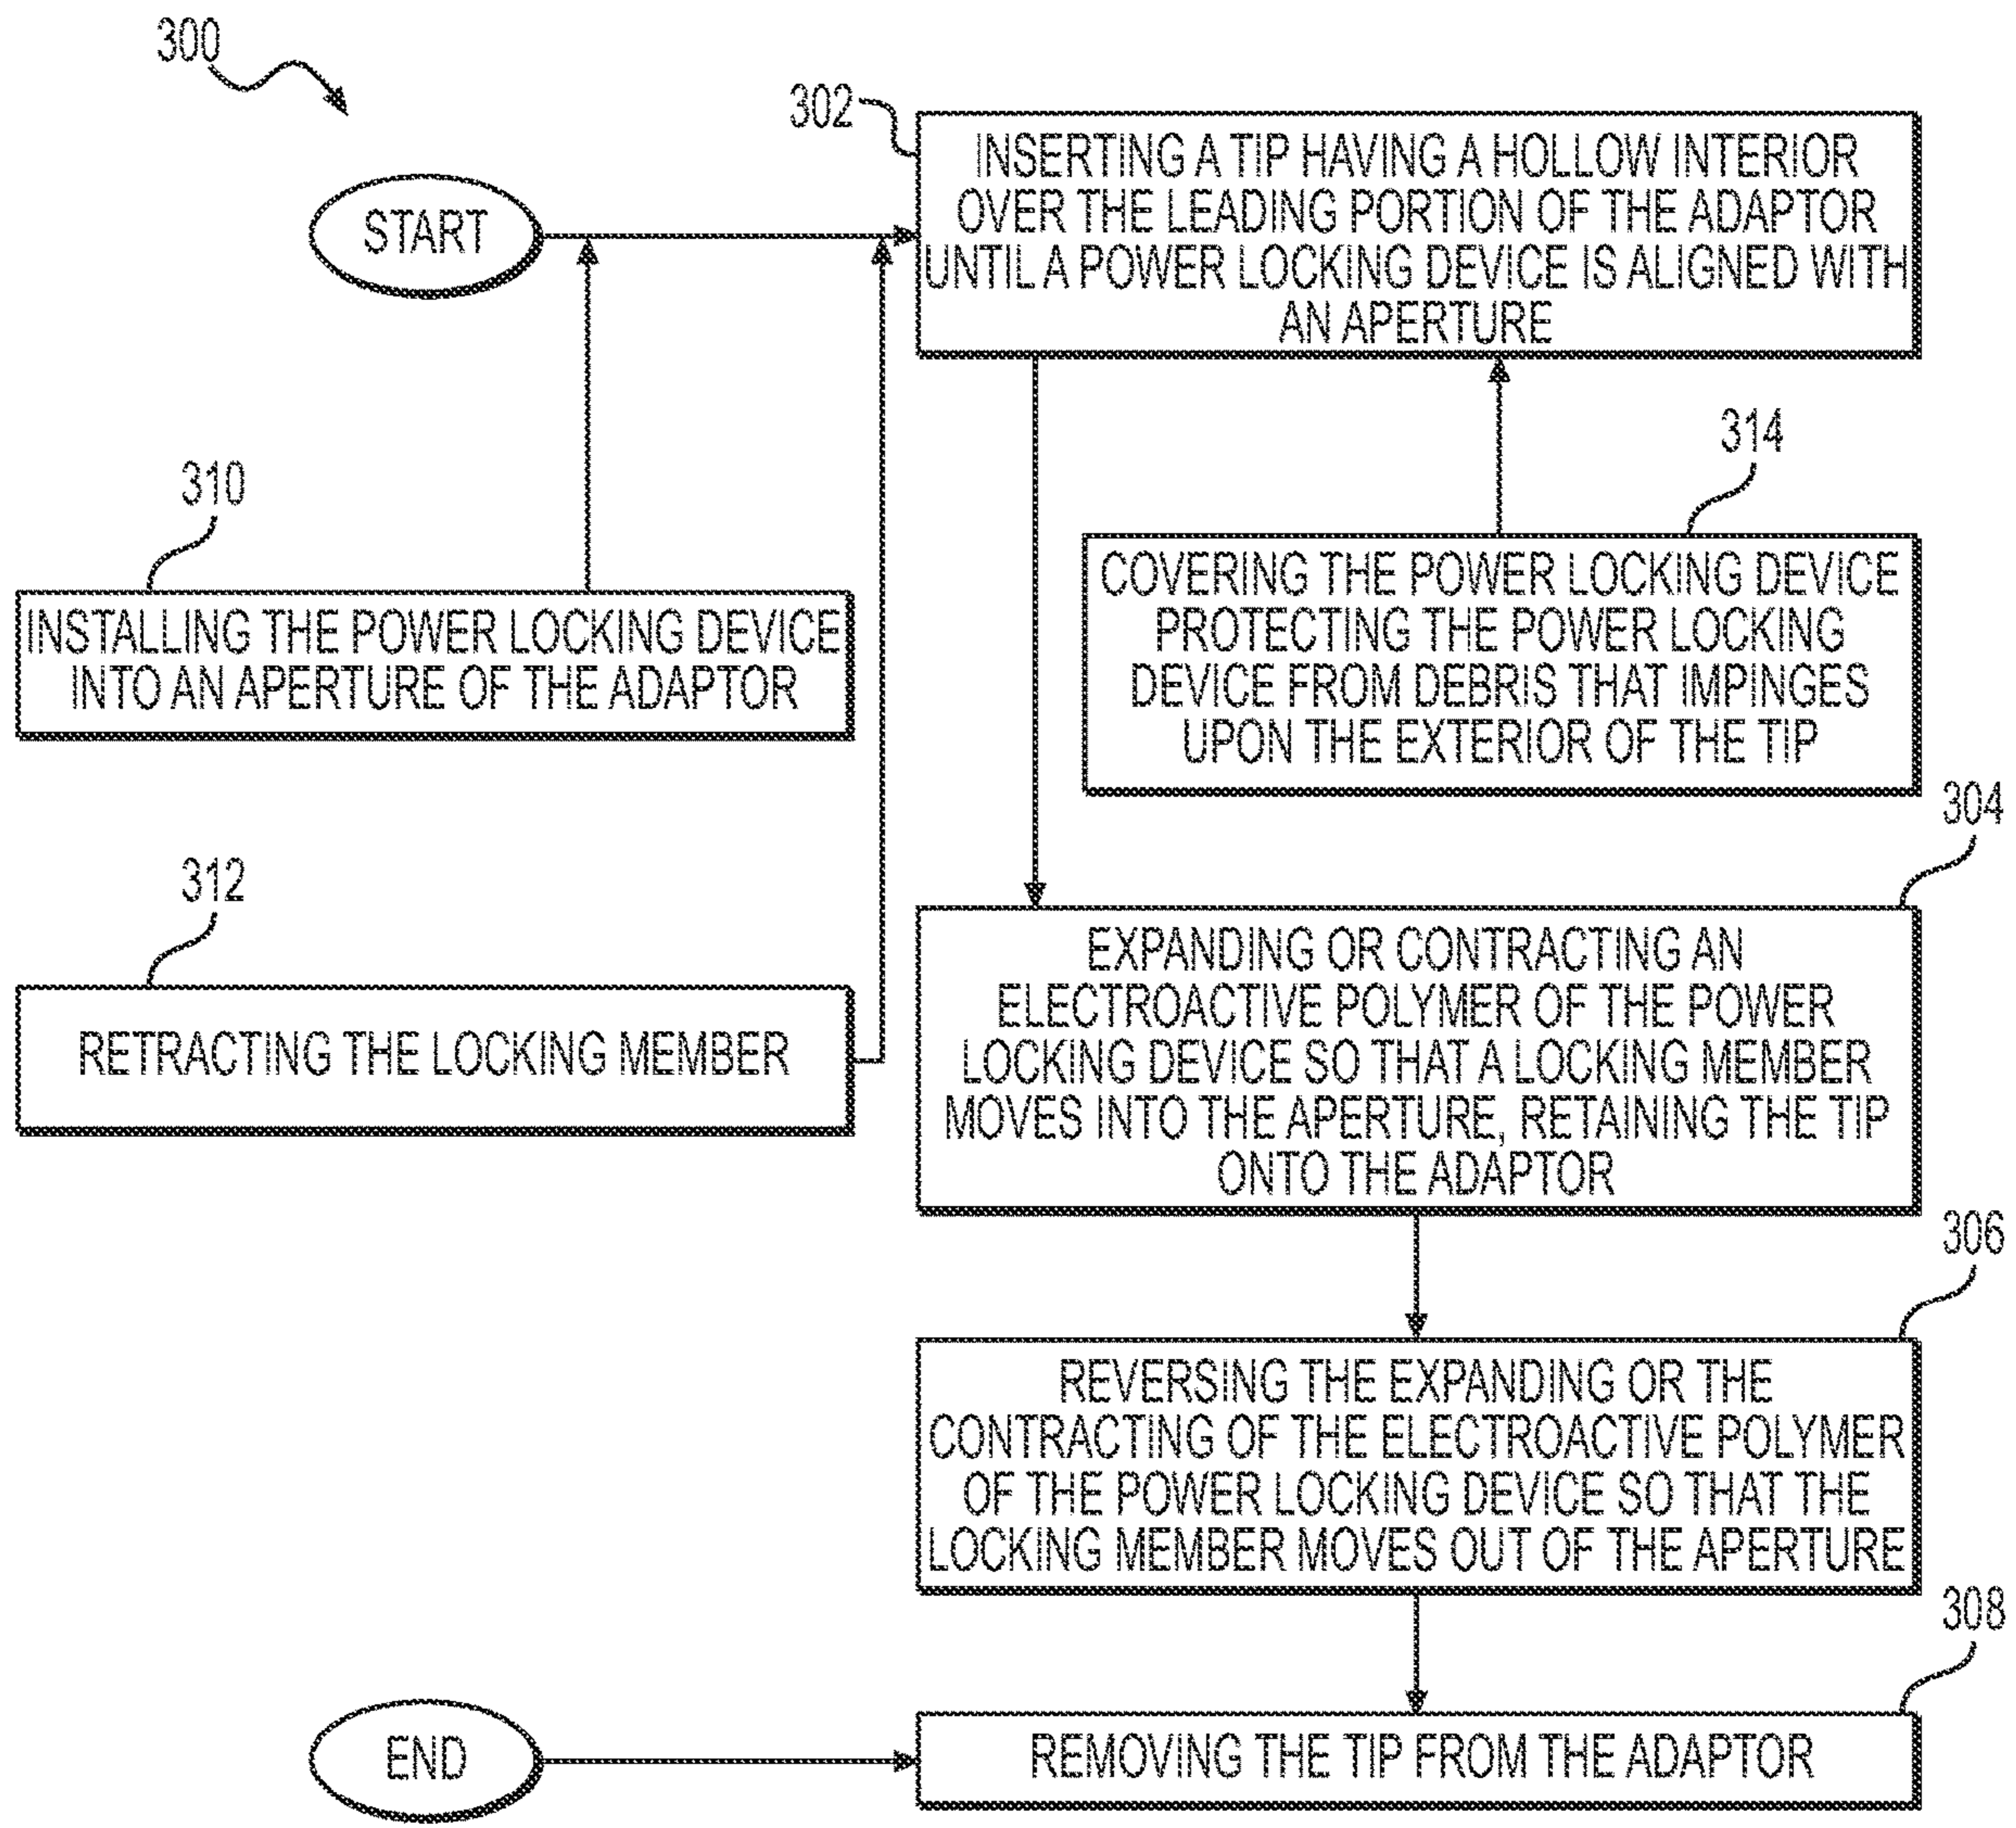 300
302
START
INSERTING A TIP HAVING A HOLLOW INTERIOR
OVER THE LEADING PORTION OF THE ADAPTOR
UNTIL A POWER LOCKING DEVICE IS ALIGNED WITH
AN APERTURE
310
INSTALLING THE POWER LOCKING DEVICE
INTO AN APERTURE OF THE ADAPTOR
314
COVERING THE POWER LOCKING DEVICE
PROTECTING THE POWER LOCKING
DEVICE FROM DEBRIS THAT IMPINGES
UPON THE EXTERIOR OF THE TIP
312
RETRACTING THE LOCKING MEMBER
304
EXPANDING OR CONTRACTING AN
ELECTROACTIVE POLYMER OF THE POWER
LOCKING DEVICE SO THAT A LOCKING MEMBER
MOVES INTO THE APERTURE, RETAINING THE TIP
ONTO THE ADAPTOR
306
REVERSING THE EXPANDING OR THE
CONTRACTING OF THE ELECTROACTIVE POLYMER
OF THE POWER LOCKING DEVICE SO THAT THE
LOCKING MEMBER MOVES OUT OF THE APERTURE
308
END
REMOVING THE TIP FROM THE ADAPTOR